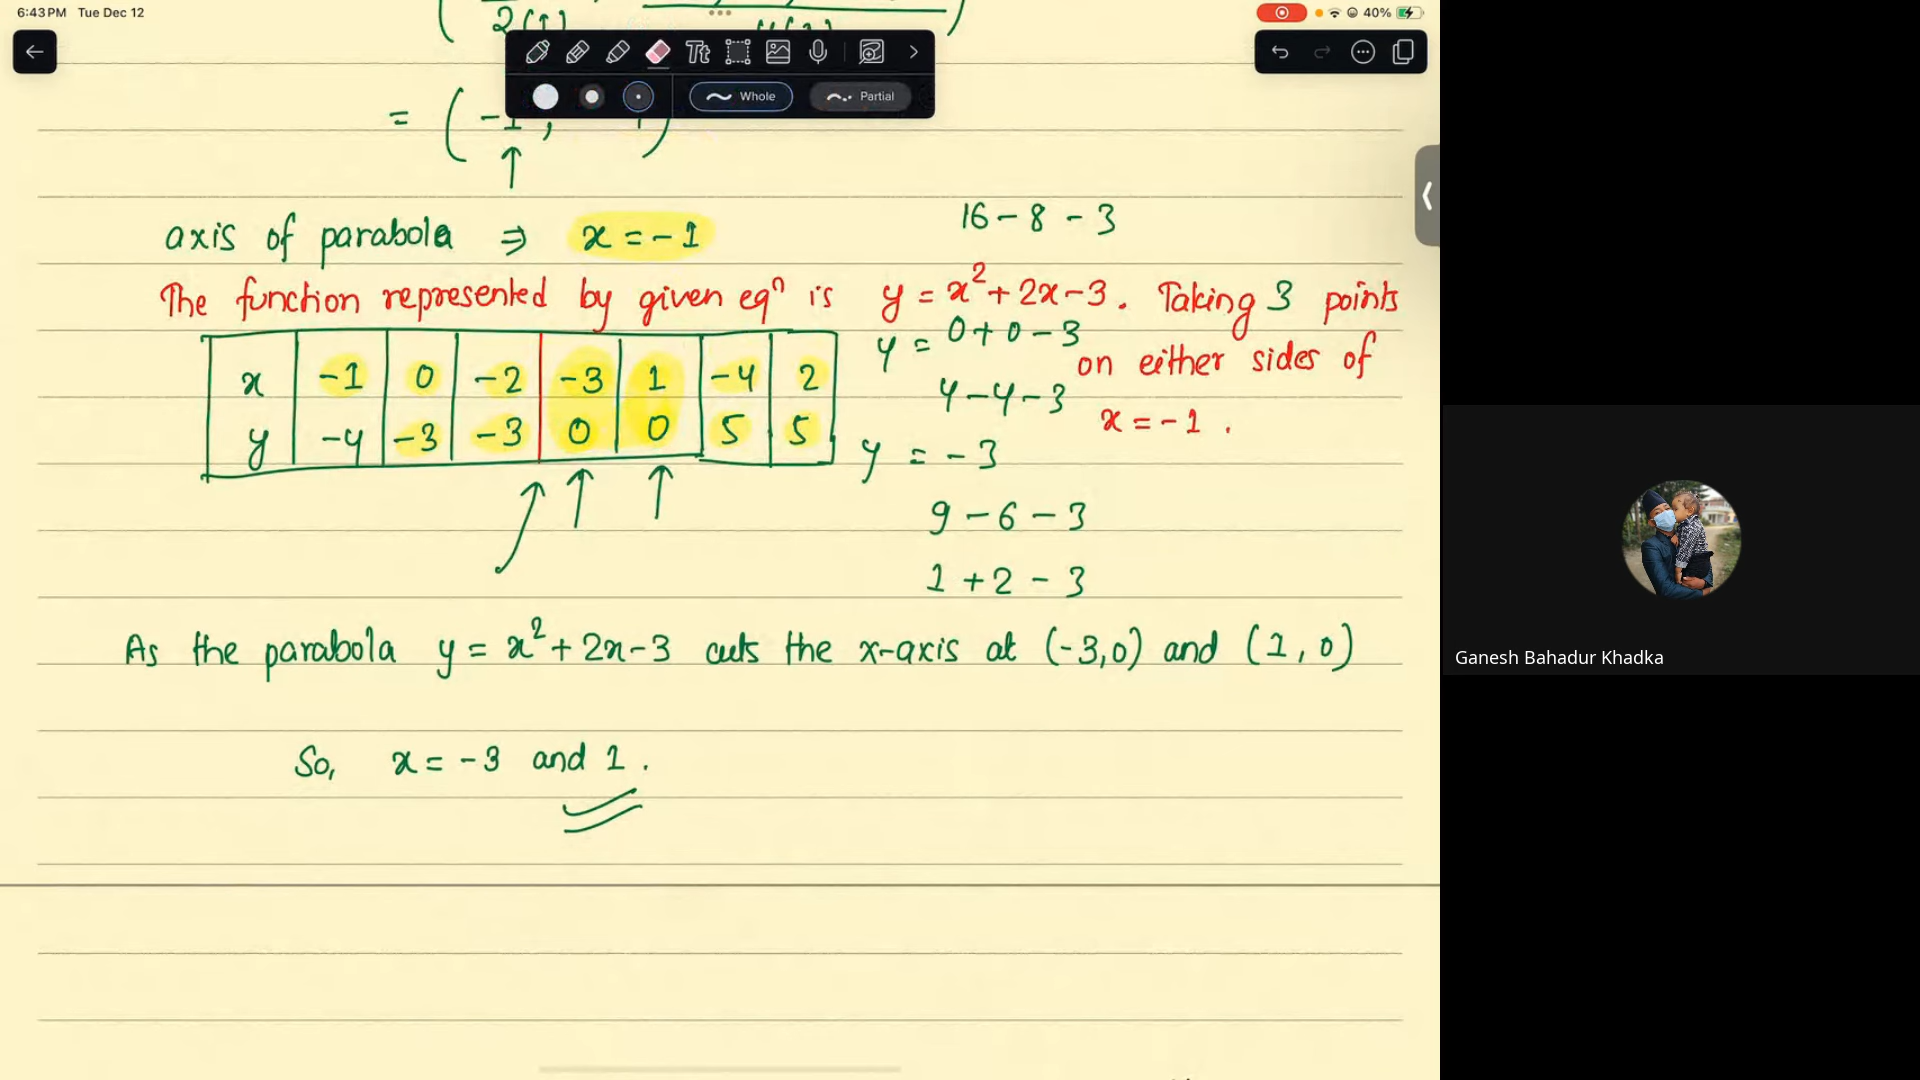 6:43 PM Tue Dec 12
40%
2(1)
Tt
Whole
Partial
= ( -1 ,
axis of parabola ⇒ x = -1
16 - 8 - 3
The function represented by given eqⁿ is y = x² + 2x - 3 . Taking 3 points
y = 0 + 0 - 3
on either sides of
x -1 0 -2 -3 1 -4 2
4 - 4 - 3
x = -1 .
y -4 -3 -3 0 0 5 5
y = -3
9 - 6 - 3
1 + 2 - 3
As the parabola y = x² + 2x - 3 cuts the x-axis at (-3,0) and (1, 0)
Ganesh Bahadur Khadka
So, x = -3 and 1 .